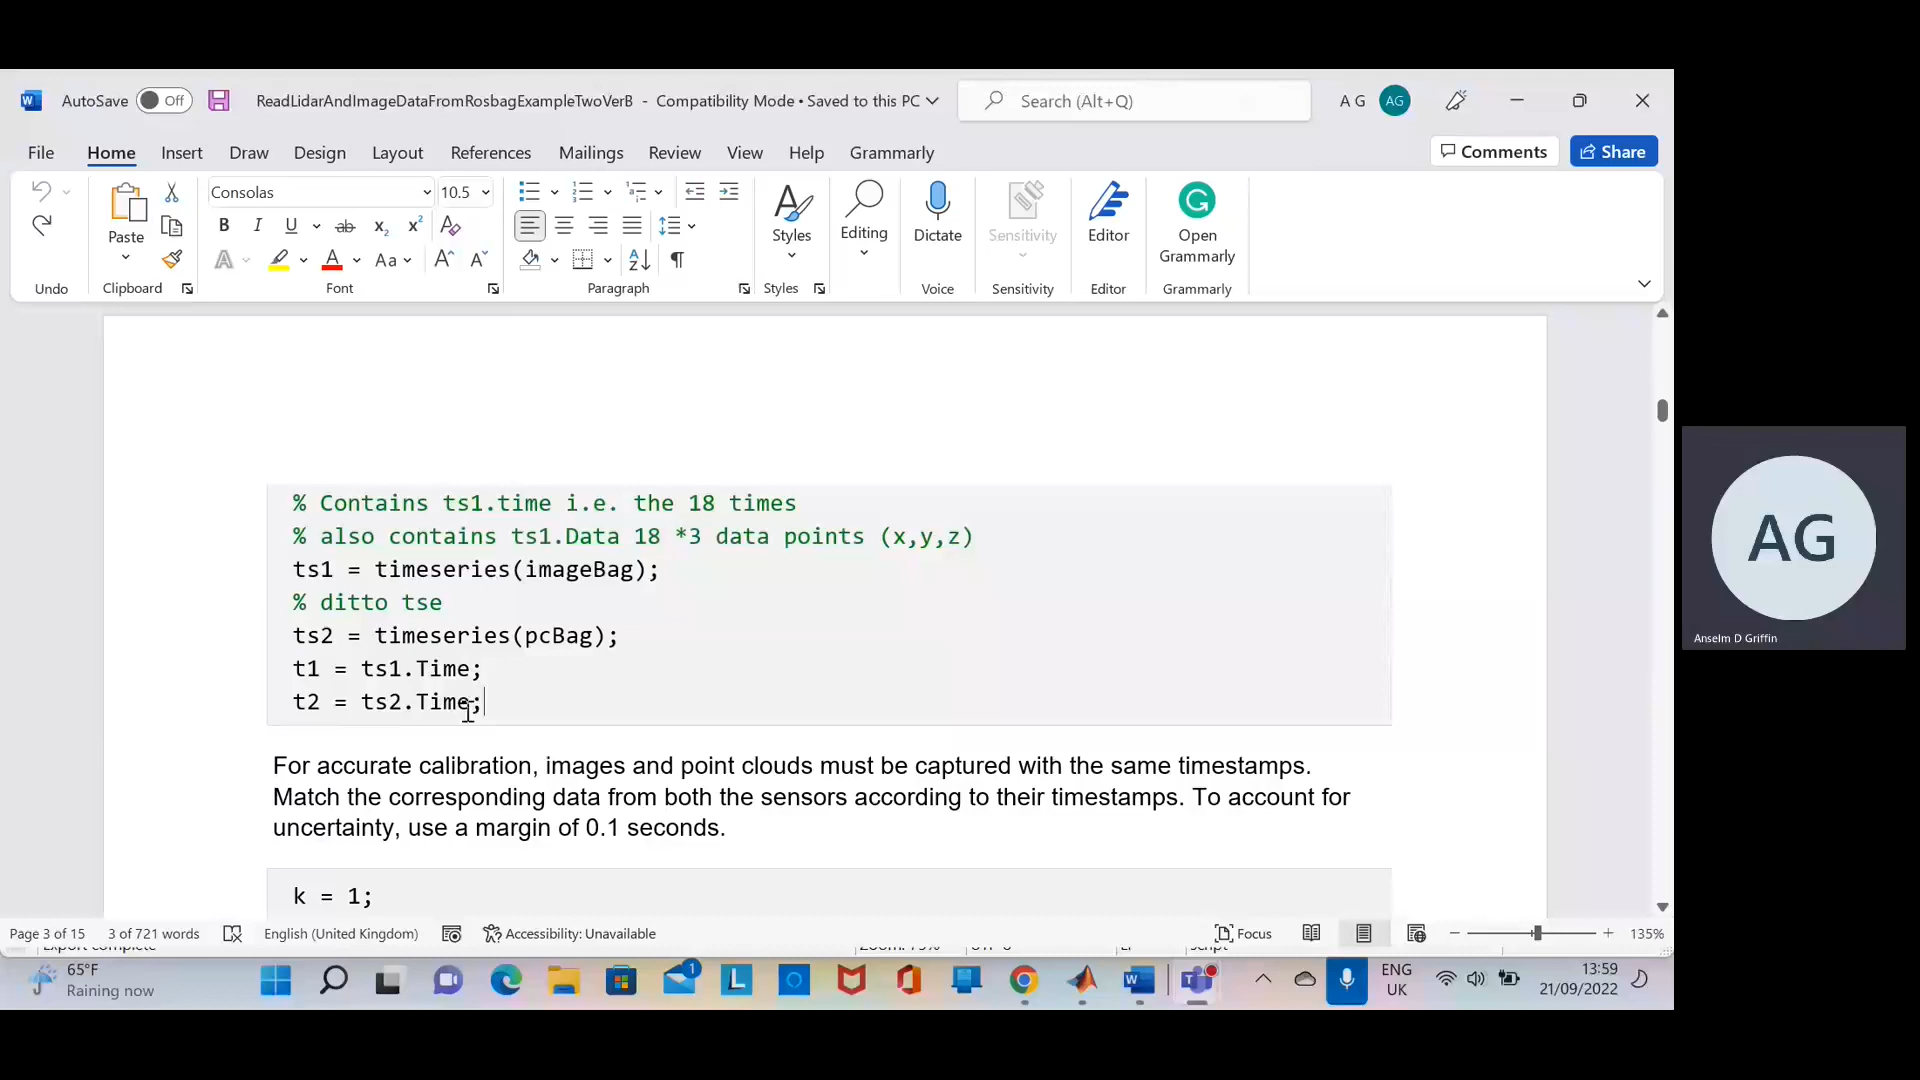 AutoSave Off ReadLidarAndImageDataFromRosbagExampleTwoVerB - Compatibility Mode • Saved to this PC Search (Alt+Q) A G AG
File Home Insert Draw Design Layout References Mailings Review View Help Grammarly Comments Share
Consolas 10.5
Paste Styles Editing Dictate Sensitivity Editor Open Grammarly
B I U ab x₂ x² A
A A Aa A A
Undo Clipboard Font Paragraph Styles Voice Sensitivity Editor Grammarly
% Contains ts1.time i.e. the 18 times
% also contains ts1.Data 18 *3 data points (x,y,z)
ts1 = timeseries(imageBag);
% ditto tse
ts2 = timeseries(pcBag);
t1 = ts1.Time;
t2 = ts2.Time;
For accurate calibration, images and point clouds must be captured with the same timestamps.
Match the corresponding data from both the sensors according to their timestamps. To account for
uncertainty, use a margin of 0.1 seconds.
k = 1;
AG
Anselm D Griffin
Page 3 of 15 3 of 721 words English (United Kingdom) Accessibility: Unavailable Focus 135%
65°F
Raining now
1
ENG
UK
13:59
21/09/2022